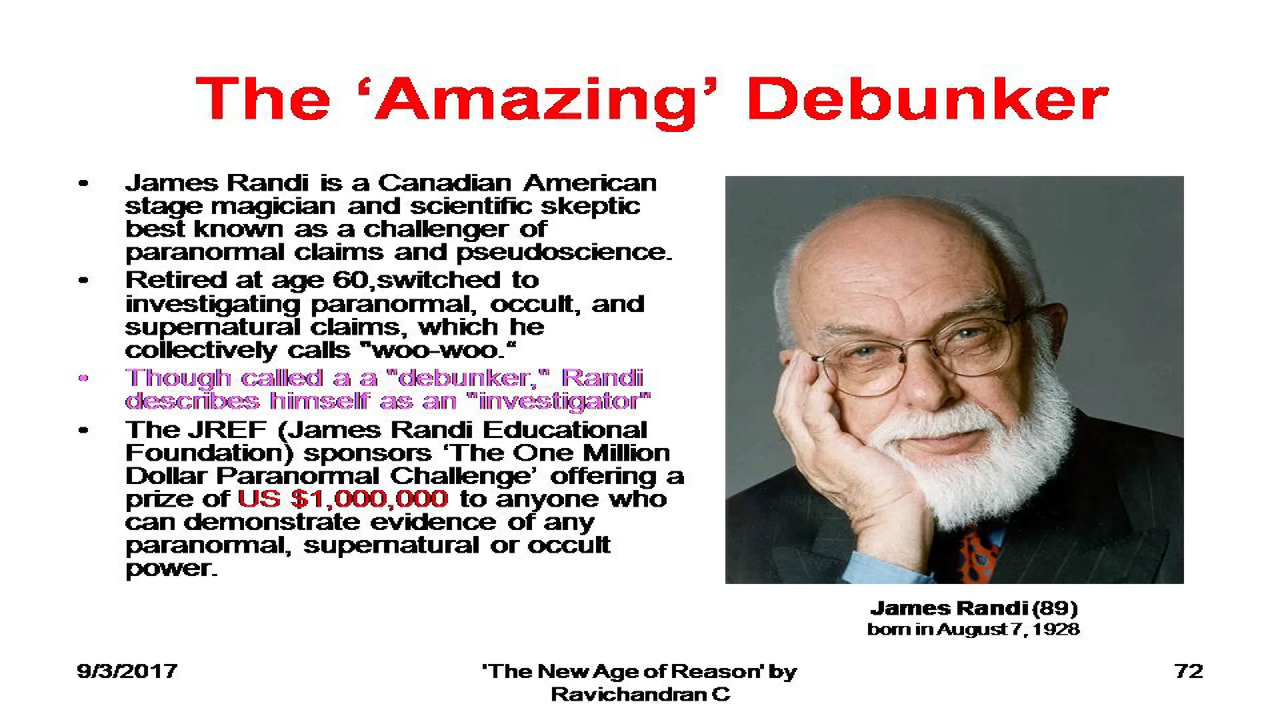 The ‘Amazing’ Debunker
• James Randi is a Canadian American
stage magician and scientific skeptic
best known as a challenger of
paranormal claims and pseudoscience.
• Retired at age 60,switched to
investigating paranormal, occult, and
supernatural claims, which he
collectively calls "woo-woo.“
• Though called a a "debunker," Randi
describes himself as an "investigator"
• The JREF (James Randi Educational
Foundation) sponsors ‘The One Million
Dollar Paranormal Challenge’ offering a
prize of US $1,000,000 to anyone who
can demonstrate evidence of any
paranormal, supernatural or occult
power.
James Randi (89)
born in August 7, 1928
9/3/2017
'The New Age of Reason' by
Ravichandran C
72